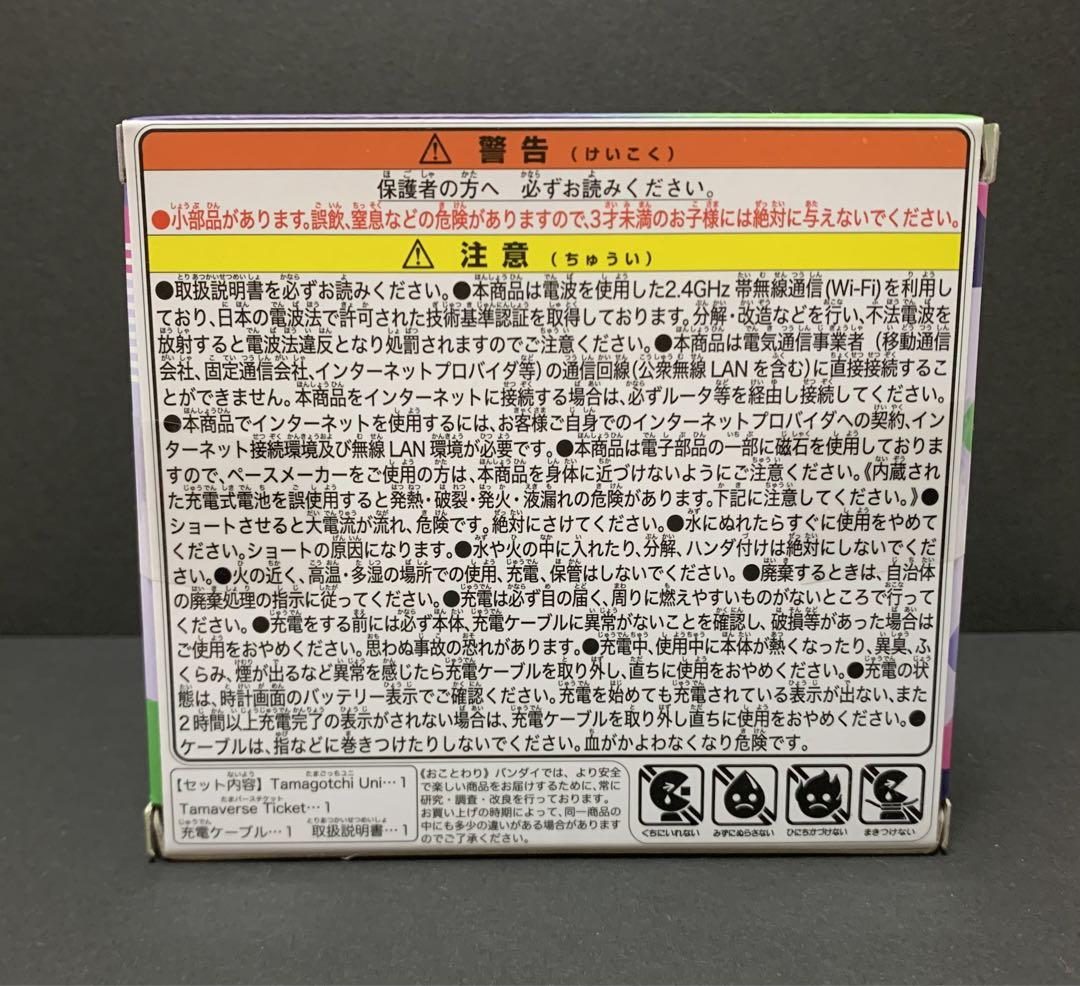 ⚠ 警告 (けいこく)
保護者の方へ 必ずお読みください。
●小部品があります。誤飲、窒息などの危険がありますので、3才未満のお子様には絶対に与えないでください。
⚠ 注意 (ちゅうい)
●取扱説明書を必ずお読みください。●本商品は電波を使用した2.4GHz帯無線通信(Wi-Fi)を利用し
ており、日本の電波法で許可された技術基準認証を取得しております。分解・改造などを行い、不法電波を
放射すると電波法違反となり処罰されますのでご注意ください。●本商品は電気通信事業者(移動通信
会社、固定通信会社、インターネットプロバイダ等)の通信回線(公衆無線LANを含む)に直接接続するこ
とができません。本商品をインターネットに接続する場合は、必ずルータ等を経由し接続してください。
●本商品でインターネットを使用するには、お客様ご自身でのインターネットプロバイダへの契約、イン
ターネット接続環境及び無線LAN環境が必要です。●本商品は電子部品の一部に磁石を使用しておりま
すので、ペースメーカーをご使用の方は、本商品を身体に近づけないようにご注意ください。《内蔵され
た充電式電池を誤使用すると発熱・破裂・発火・液漏れの危険があります。下記に注意してください。》●
ショートさせると大電流が流れ、危険です。絶対にさけてください。●水にぬれたらすぐに使用をやめて
ください。ショートの原因になります。●水や火の中に入れたり、分解、ハンダ付けは絶対にしないでくだ
さい。●火の近く、高温・多湿の場所での使用、充電、保管はしないでください。●廃棄するときは、自治体
の廃棄処理の指示に従ってください。●充電は必ず目の届く、周りに燃えやすいものがないところで行って
ください。●充電をする前には必ず本体、充電ケーブルに異常がないことを確認し、破損等があった場合は
ご使用をおやめください。思わぬ事故の恐れがあります。●充電中、使用中に本体が熱くなったり、異臭、ふ
くらみ、煙が出るなど異常を感じたら充電ケーブルを取り外し、直ちに使用をおやめください。●充電の状
態は、時計画面のバッテリー表示でご確認ください。充電を始めても充電されている表示が出ない、また
2時間以上充電完了の表示がされない場合は、充電ケーブルを取り外し直ちに使用をおやめください。●
ケーブルは、指などに巻きつけたりしないでください。血がかよわなくなり危険です。
【セット内容】Tamagotchi Uni…1
Tamaverse Ticket…1
充電ケーブル…1 取扱説明書…1
《おことわり》バンダイでは、より安全
で楽しい商品をお届けするために、常に
研究・調査・改良を行っております。
お買い上げの時期によって、同一商品の
中にも多少の違いがある場合があります
のでご了承ください。
くちにいれない
みずにぬらさない
ひにちかづけない
まきつけない